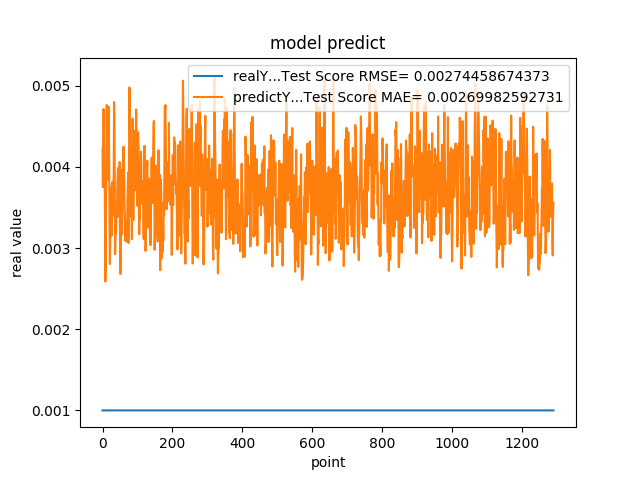 model predict
realY...Test Score RMSE= 0.00274458674373
predictY...Test Score MAE= 0.00269982592731
real value
0.005
0.004
0.003
0.002
0.001
0 200 400 600 800 1000 1200
point